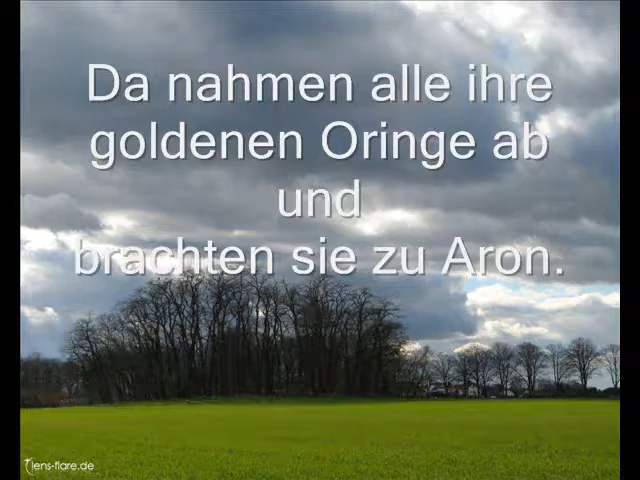 Da nahmen alle ihre
goldenen Oringe ab
und
brachten sie zu Aron.
lens-flare.de